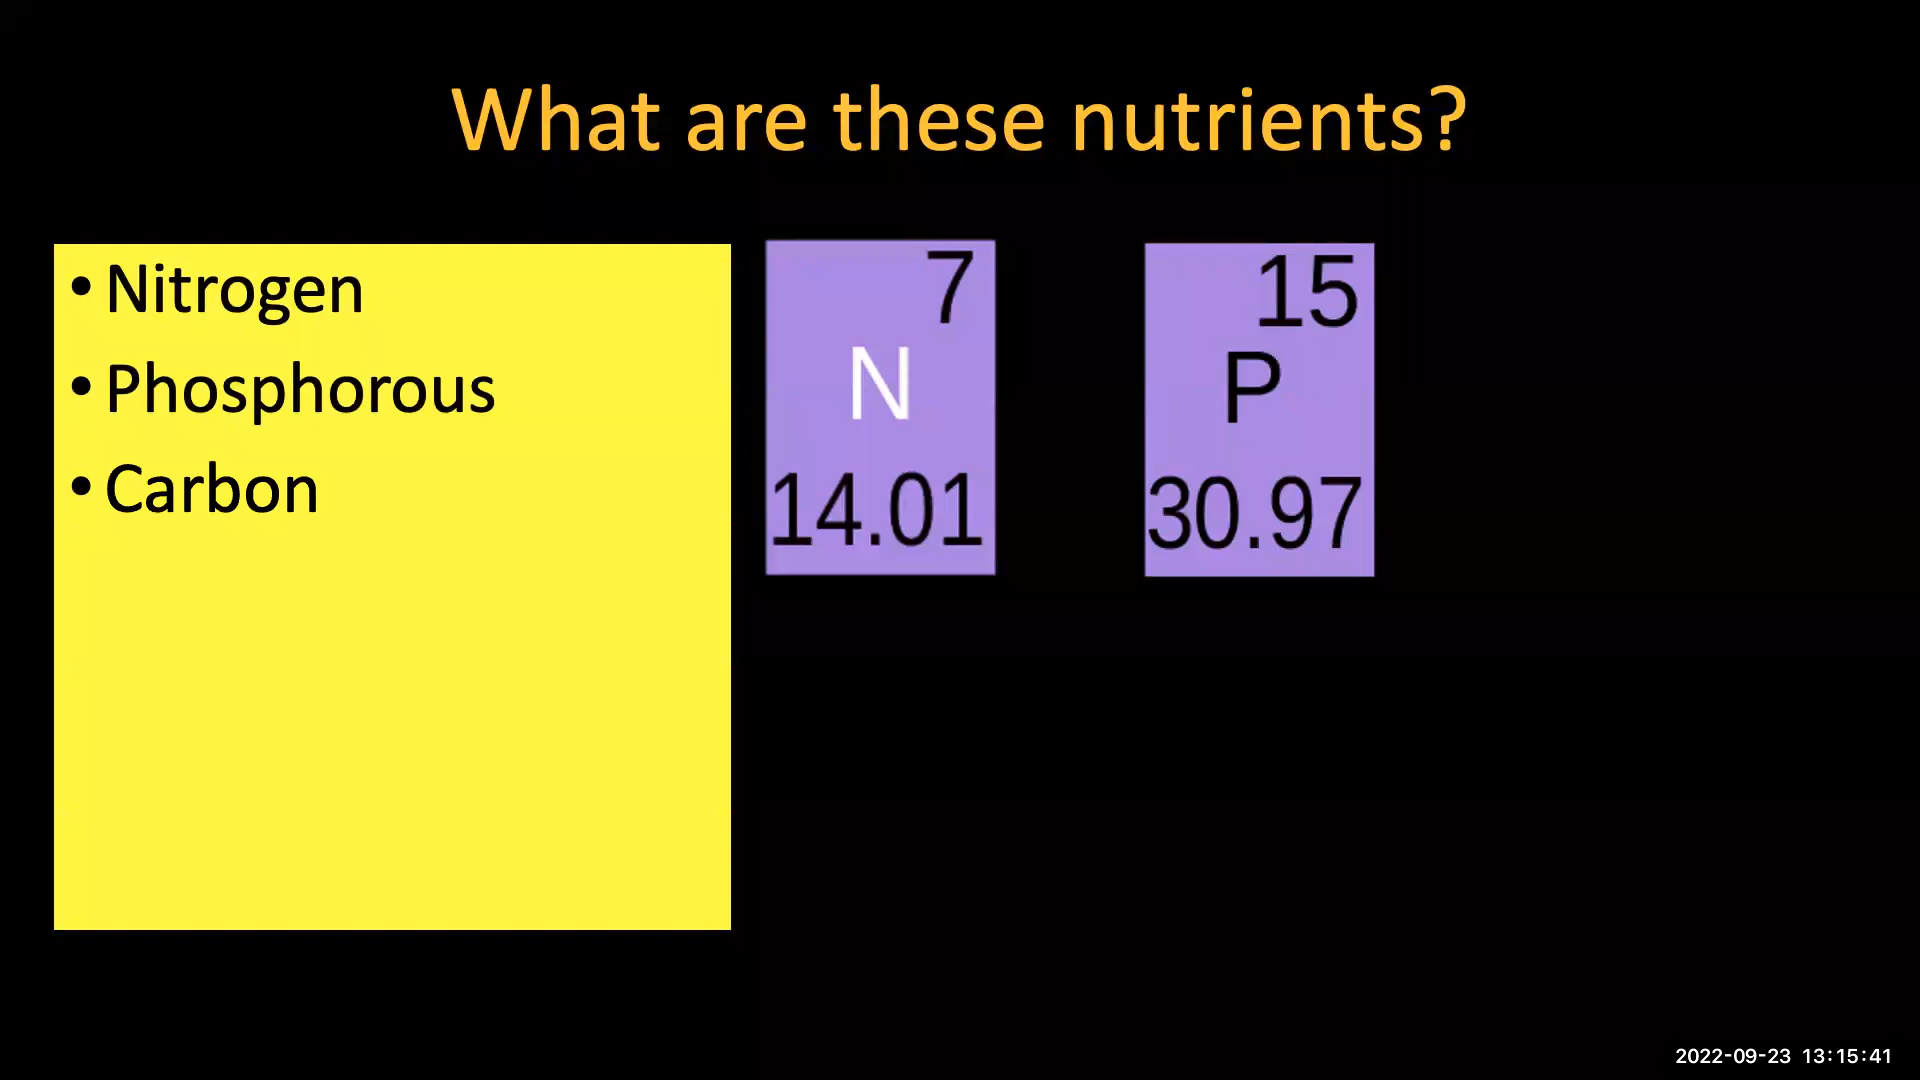 What are these nutrients?
• Nitrogen
• Phosphorous
• Carbon
7
N
14.01
15
P
30.97
2022-09-23 13:15:41